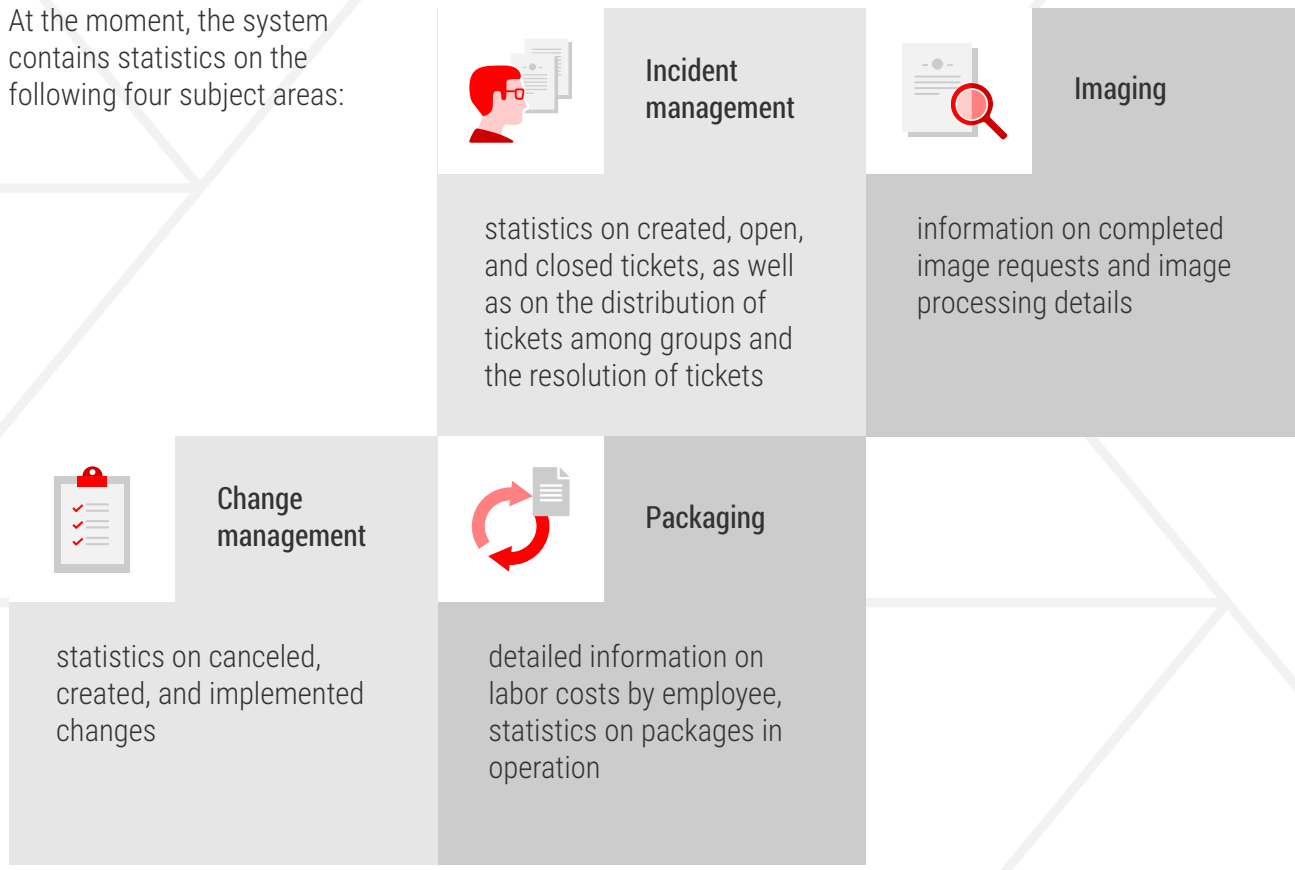 At the moment, the system
contains statistics on the
following four subject areas:
Incident
management
statistics on created, open,
and closed tickets, as well
as on the distribution of
tickets among groups and
the resolution of tickets
Imaging
information on completed
image requests and image
processing details
Change
management
statistics on canceled,
created, and implemented
changes
Packaging
detailed information on
labor costs by employee,
statistics on packages in
operation